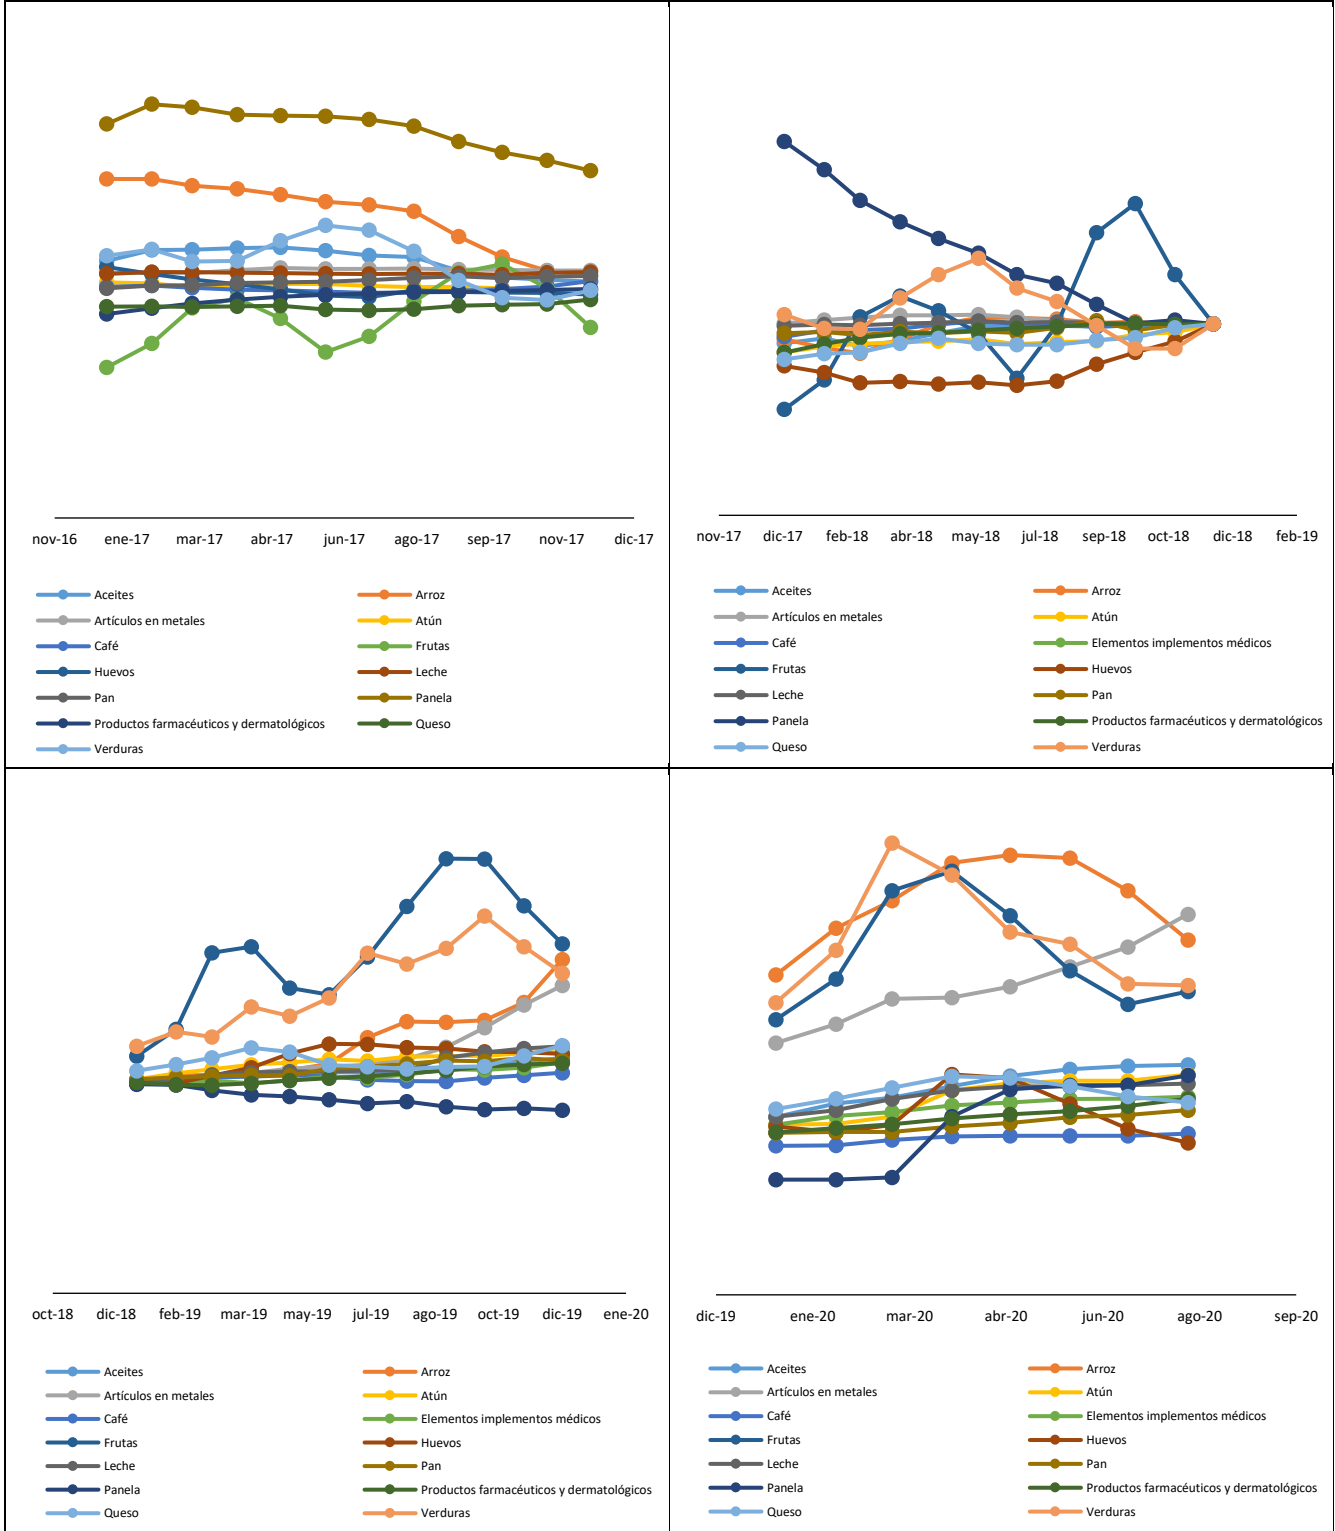 nov-16 ene-17 mar-17 abr-17 jun-17 ago-17 sep-17 nov-17 dic-17
Aceites Arroz
Artículos en metales Atún
Café Frutas
Huevos Leche
Pan Panela
Productos farmacéuticos y dermatológicos Queso
Verduras
nov-17 dic-17 feb-18 abr-18 may-18 jul-18 sep-18 oct-18 dic-18 feb-19
Aceites Arroz
Artículos en metales Atún
Café Elementos implementos médicos
Frutas Huevos
Leche Pan
Panela Productos farmacéuticos y dermatológicos
Queso Verduras
oct-18 dic-18 feb-19 mar-19 may-19 jul-19 ago-19 oct-19 dic-19 ene-20
Aceites Arroz
Artículos en metales Atún
Café Elementos implementos médicos
Frutas Huevos
Leche Pan
Panela Productos farmacéuticos y dermatológicos
Queso Verduras
dic-19 ene-20 mar-20 abr-20 jun-20 ago-20 sep-20
Aceites Arroz
Artículos en metales Atún
Café Elementos implementos médicos
Frutas Huevos
Leche Pan
Panela Productos farmacéuticos y dermatológicos
Queso Verduras